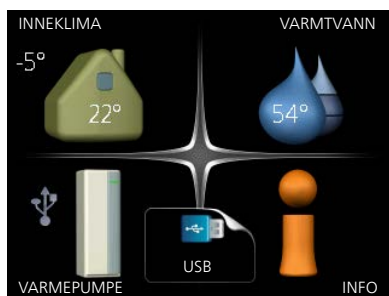 INNEKLIMA
VARMTVANN
-5°
22°
54°
USB
VARMEPUMPE
INFO